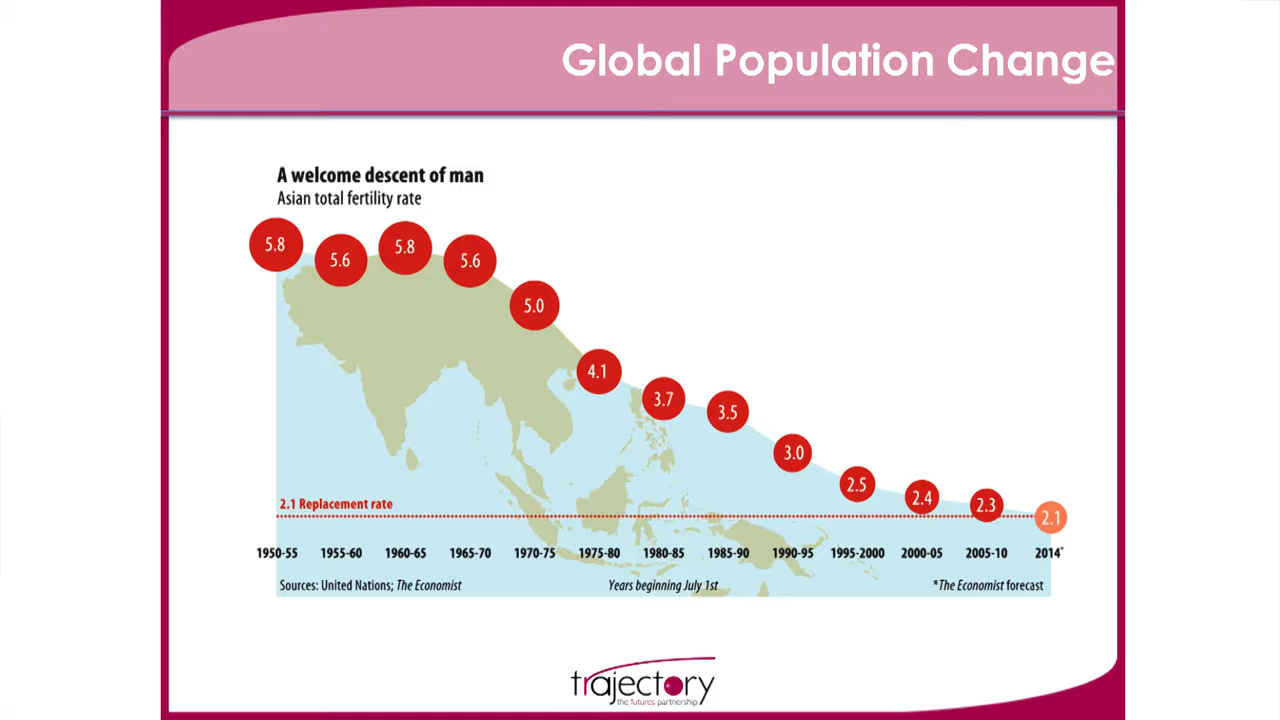 Global Population Change
A welcome descent of man
Asian total fertility rate
5.8
5.6
5.8
5.6
5.0
4.1
3.7
3.5
3.0
2.5
2.4
2.3
2.1
2.1 Replacement rate
1950-55 1955-60 1960-65 1965-70 1970-75 1975-80 1980-85 1985-90 1990-95 1995-2000 2000-05 2005-10 2014*
Sources: United Nations; The Economist Years beginning July 1st *The Economist forecast
trajectory
the futures partnership